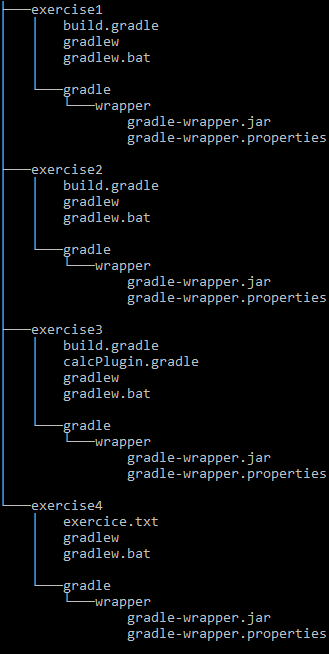 exercise1
build.gradle
gradlew
gradlew.bat
gradle
wrapper
gradle-wrapper.jar
gradle-wrapper.properties
exercise2
build.gradle
gradlew
gradlew.bat
gradle
wrapper
gradle-wrapper.jar
gradle-wrapper.properties
exercise3
build.gradle
calcPlugin.gradle
gradlew
gradlew.bat
gradle
wrapper
gradle-wrapper.jar
gradle-wrapper.properties
exercise4
exercice.txt
gradlew
gradlew.bat
gradle
wrapper
gradle-wrapper.jar
gradle-wrapper.properties